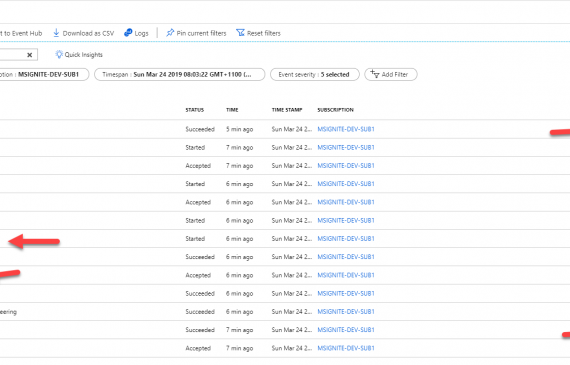 t to Event Hub Download as CSV Logs Pin current filters Reset filters
Quick Insights
ption : MSIGNITE-DEV-SUB1 Timespan : Sun Mar 24 2019 08:03:22 GMT+1100 (... Event severity : 5 selected Add Filter
STATUS TIME TIME STAMP SUBSCRIPTION
Succeeded 5 min ago Sun Mar 24 2... MSIGNITE-DEV-SUB1
Started 7 min ago Sun Mar 24 2... MSIGNITE-DEV-SUB1
Accepted 7 min ago Sun Mar 24 2... MSIGNITE-DEV-SUB1
Started 6 min ago Sun Mar 24 2... MSIGNITE-DEV-SUB1
Accepted 6 min ago Sun Mar 24 2... MSIGNITE-DEV-SUB1
Started 6 min ago Sun Mar 24 2... MSIGNITE-DEV-SUB1
Started 6 min ago Sun Mar 24 2... MSIGNITE-DEV-SUB1
Succeeded 6 min ago Sun Mar 24 2... MSIGNITE-DEV-SUB1
Accepted 6 min ago Sun Mar 24 2... MSIGNITE-DEV-SUB1
Succeeded 6 min ago Sun Mar 24 2... MSIGNITE-DEV-SUB1
eering Succeeded 6 min ago Sun Mar 24 2... MSIGNITE-DEV-SUB1
Succeeded 7 min ago Sun Mar 24 2... MSIGNITE-DEV-SUB1
Accepted 7 min ago Sun Mar 24 2... MSIGNITE-DEV-SUB1